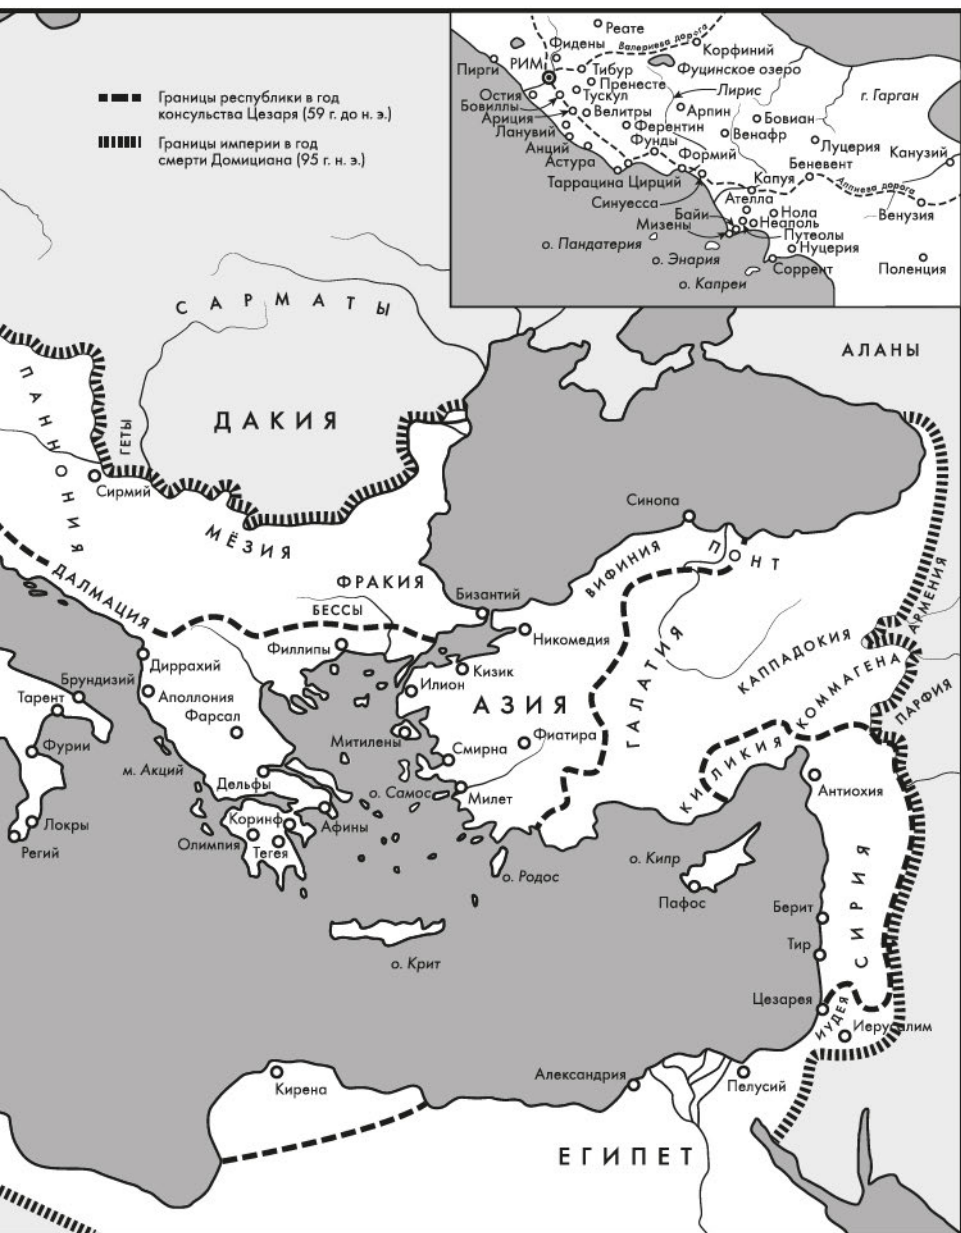 Границы республики в год
консульства Цезаря (59 г. до н. э.)
Границы империи в год
смерти Домициана (95 г. н. э.)
Реате
Фидены
Валериева дорога
Корфиний
РИМ
Пирги
Тибур
Фуцинское озеро
Пренесте
Лирис
г. Гарган
Остия
Тускул
Бовиллы
Велитры
Арпин
Бовиан
Ариция
Ферентин
Венафр
Ланувий
Фунды
Луцерия
Канузий
Анций
Формий
Беневент
Астура
Капуя
Аппиева дорога
Таррацина
Цирций
Синуесса
Ателла
Нола
Венузия
Байи
Неаполь
Мизены
Путеолы
о. Пандатерия
Нуцерия
о. Энария
Соррент
Поленция
о. Капреи
САРМАТЫ
АЛАНЫ
ПАННОНИЯ
ГЕТЫ
ДАКИЯ
Сирмий
Синопа
МЁЗИЯ
ПОНТ
ВИФИНИЯ
ДАЛМАЦИЯ
ФРАКИЯ
Византий
АРМЕНИЯ
БЕССЫ
Никомедия
Филлипы
КАППАДОКИЯ
Диррахий
Кизик
КОММАГЕНА
Брундизий
Илион
ГАЛАТИЯ
Тарент
Аполлония
АЗИЯ
ПАРФИЯ
Фарсал
Фурии
Митилены
Смирна
Фиатира
КИЛИКИЯ
м. Акций
Дельфы
о. Самос
Милет
Антиохия
Локры
Коринф
Афины
Регий
Олимпия
Тегея
о. Родос
о. Кипр
СИРИЯ
Пафос
Берит
Тир
о. Крит
Цезарея
ИУДЕЯ
Иерусалим
Кирена
Александрия
Пелусий
ЕГИПЕТ